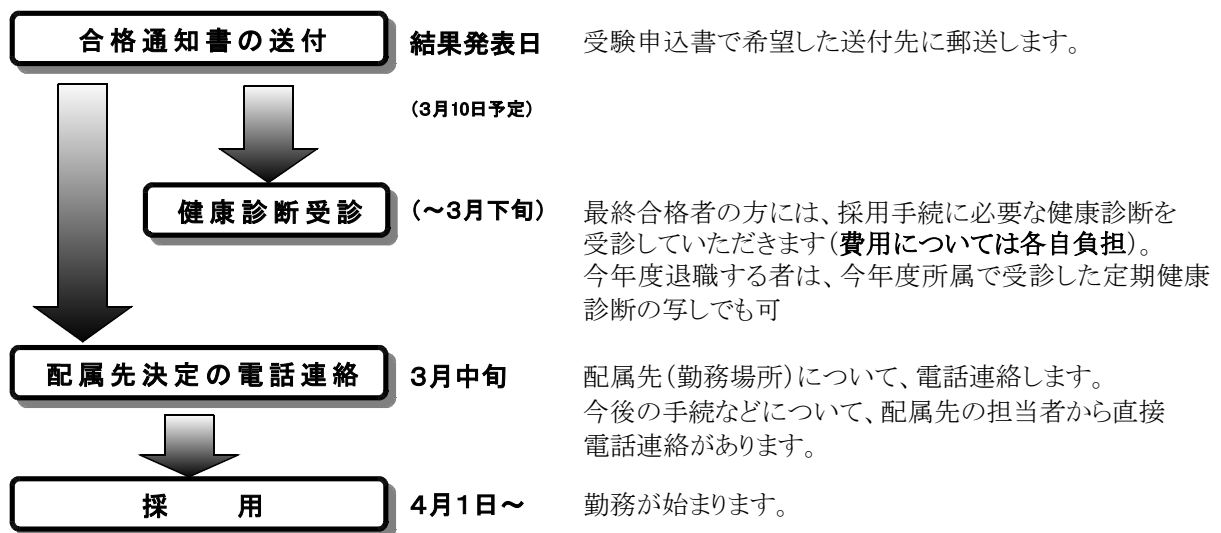 合格通知書の送付 結果発表日 受験申込書で希望した送付先に郵送します。
（3月10日予定）
健康診断受診 （～3月下旬） 最終合格者の方には、採用手続に必要な健康診断を
受診していただきます（費用については各自負担）。
今年度退職する者は、今年度所属で受診した定期健康
診断の写しでも可
配属先決定の電話連絡 3月中旬 配属先（勤務場所）について、電話連絡します。
今後の手続などについて、配属先の担当者から直接
電話連絡があります。
採用 4月1日～ 勤務が始まります。